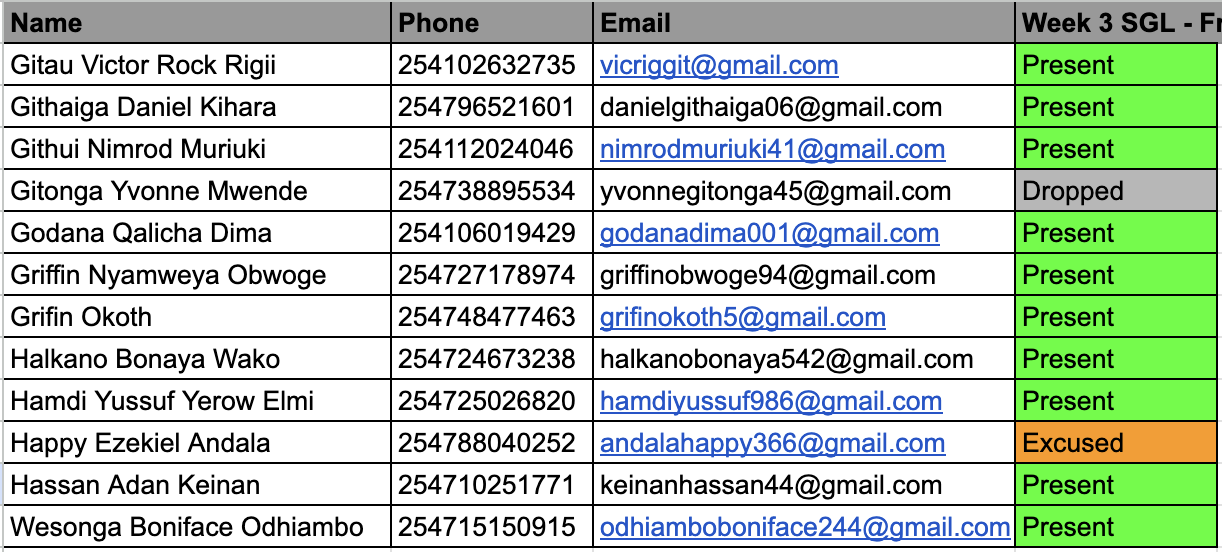 Name Phone Email Week 3 SGL - Fr
Gitau Victor Rock Rigii 254102632735 vicriggit@gmail.com Present
Githaiga Daniel Kihara 254796521601 danielgithaiga06@gmail.com Present
Githui Nimrod Muriuki 254112024046 nimrodmuriuki41@gmail.com Present
Gitonga Yvonne Mwende 254738895534 yvonnegitonga45@gmail.com Dropped
Godana Qalicha Dima 254106019429 godanadima001@gmail.com Present
Griffin Nyamweya Obwoge 254727178974 griffinobwoge94@gmail.com Present
Grifin Okoth 254748477463 grifinokoth5@gmail.com Present
Halkano Bonaya Wako 254724673238 halkanobonaya542@gmail.com Present
Hamdi Yussuf Yerow Elmi 254725026820 hamdiyussuf986@gmail.com Present
Happy Ezekiel Andala 254788040252 andalahappy366@gmail.com Excused
Hassan Adan Keinan 254710251771 keinanhassan44@gmail.com Present
Wesonga Boniface Odhiambo 254715150915 odhiamboboniface244@gmail.com Present